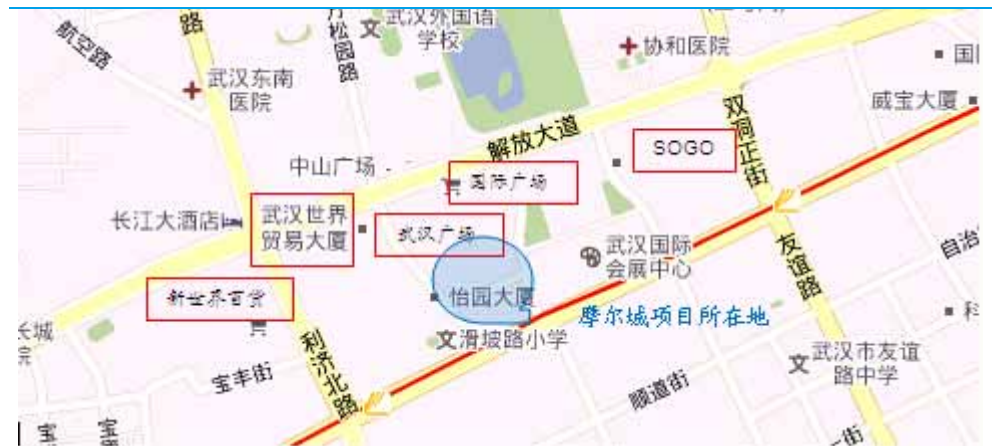 航空路
路
万松园路
武汉外国语
学校
协和医院
武汉东南
医院
威宝大厦
双洞正街
解放大道
SOGO
中山广场
国际广场
长江大酒店
武汉世界
贸易大厦
武汉广场
武汉国际
会展中心
友谊路
自治
新世界百货
怡园大厦
摩尔城项目所在地
长城
院
滑坡路小学
利济北路
宝丰街
顺道街
武汉市友谊
路中学
科
宝
宝
街